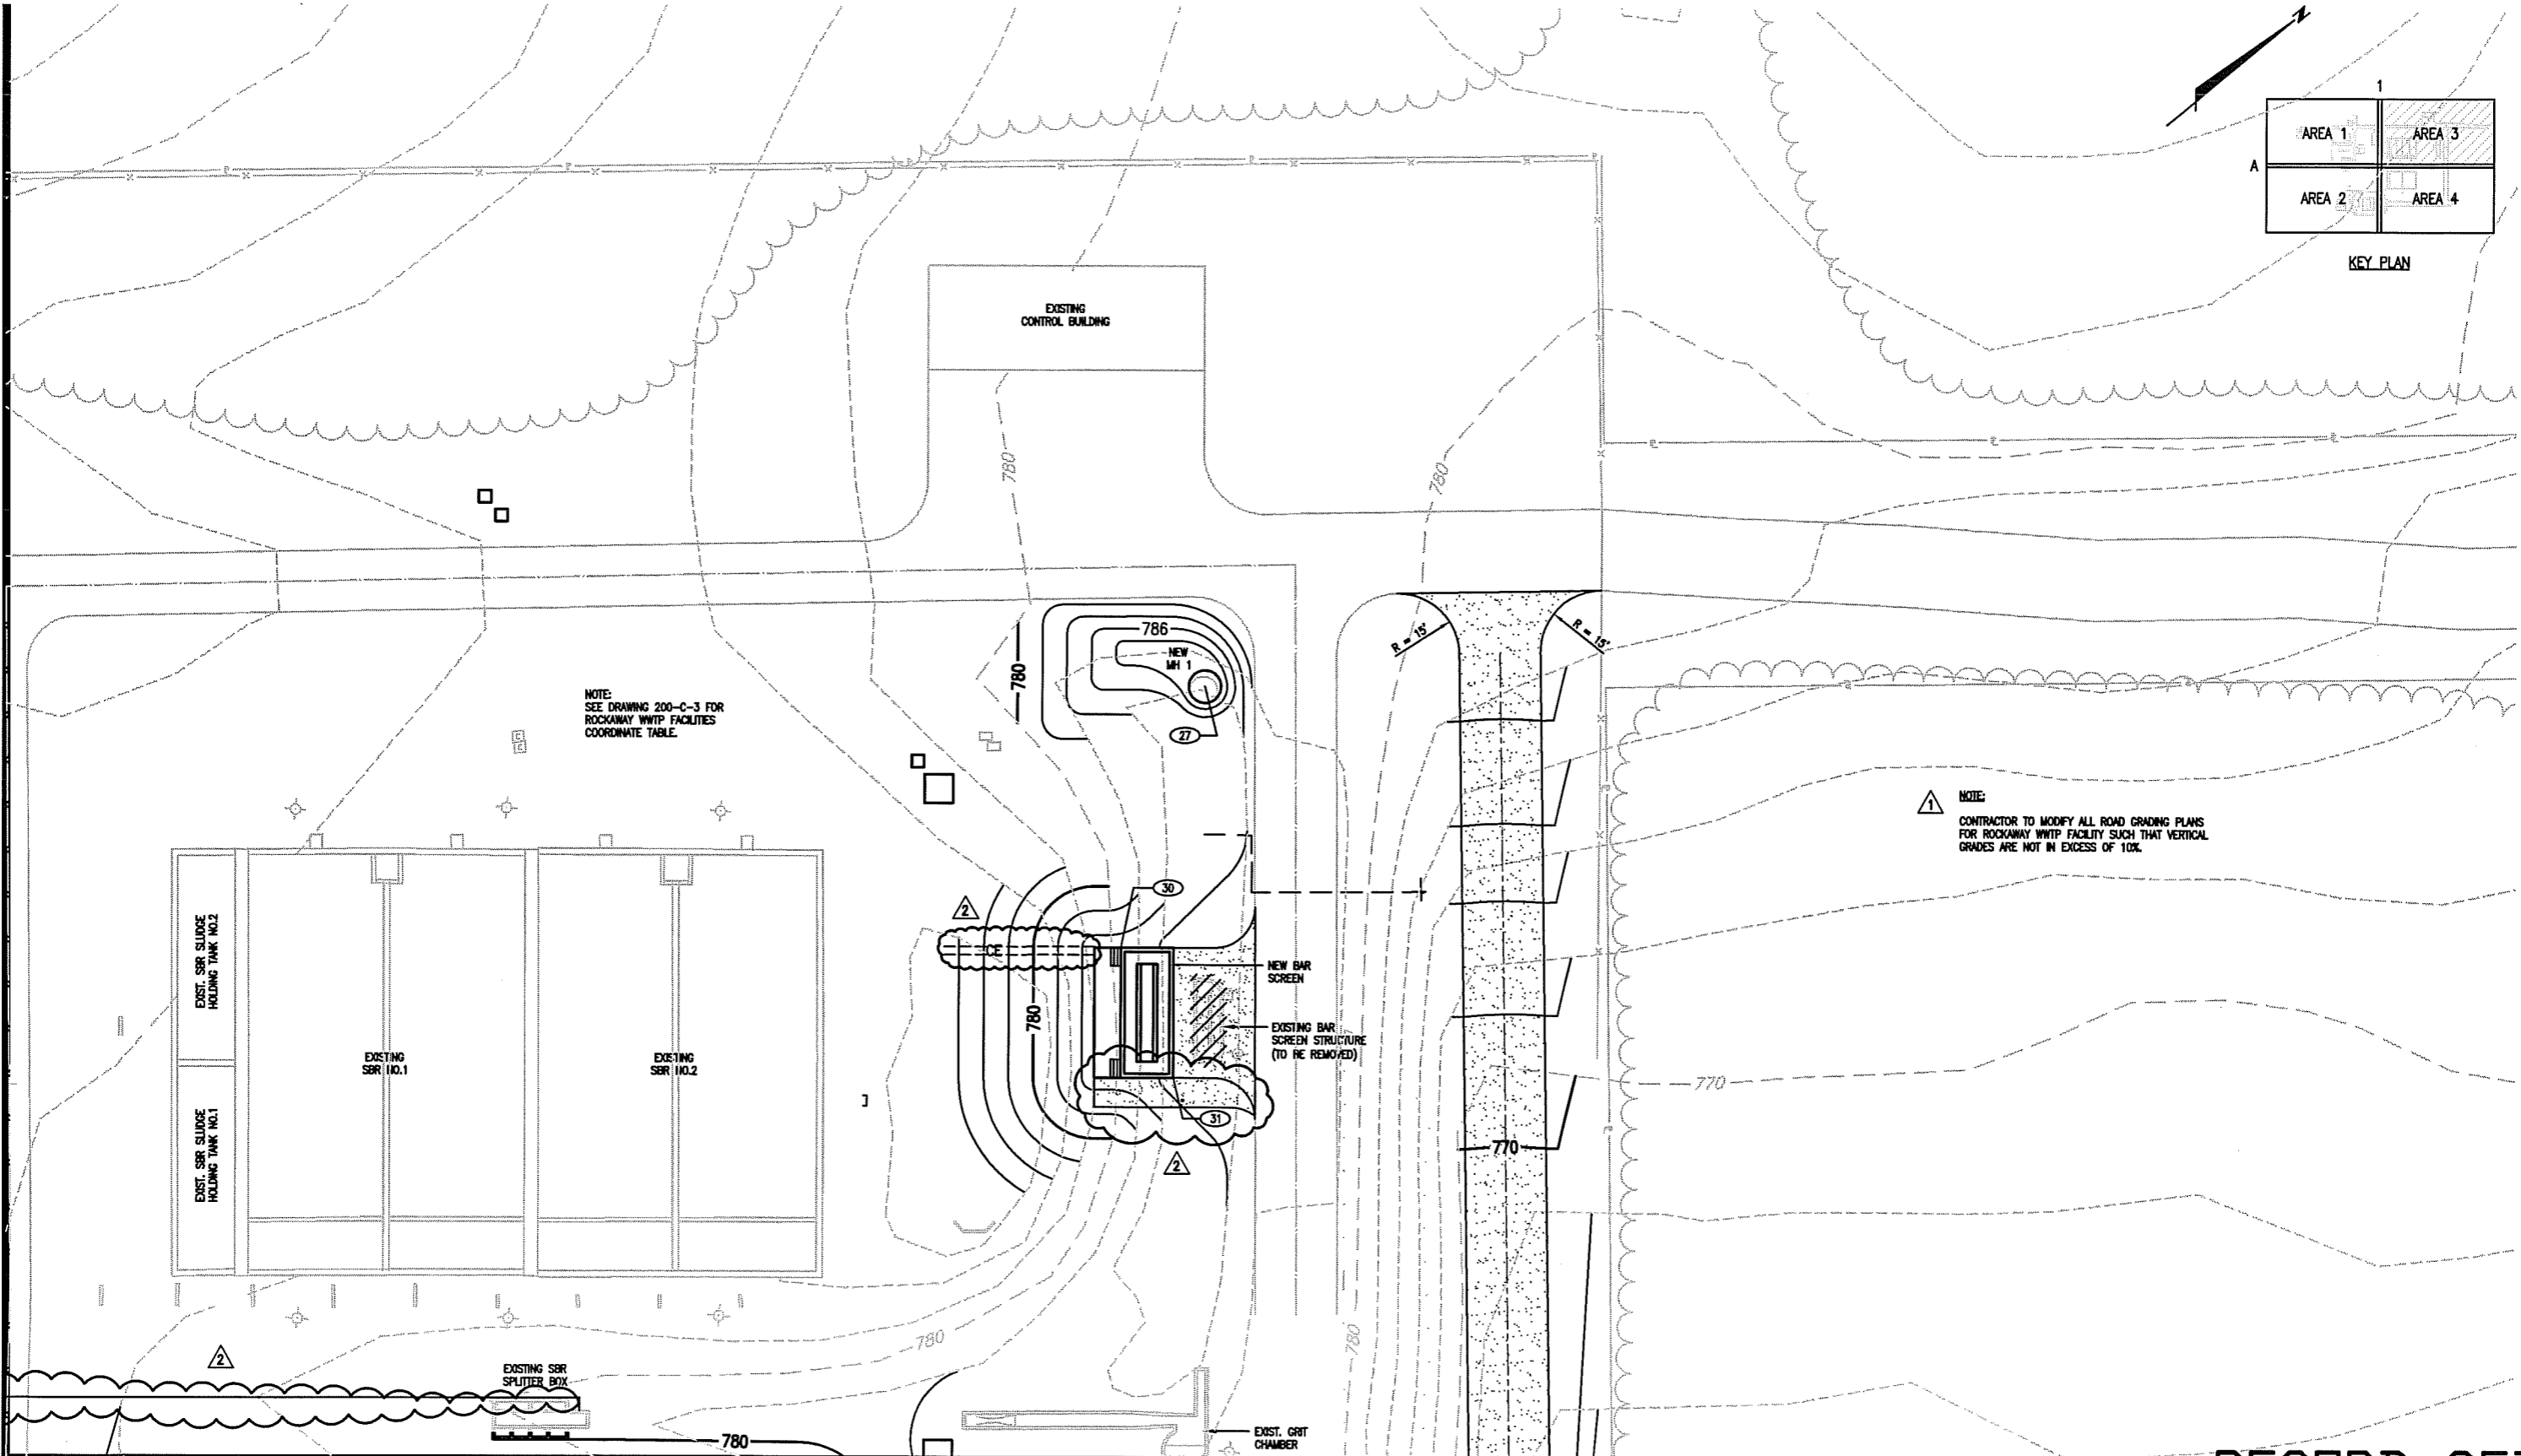 N
1
AREA 1
AREA 3
A
AREA 2
AREA 4
KEY PLAN
EXISTING
CONTROL BUILDING
780
780
R = 15'
R = 15'
786
NEW
MH 1
780
27
NOTE:
SEE DRAWING 200-C-3 FOR
ROCKAWAY WWTP FACILITIES
COORDINATE TABLE.
1
NOTE:
CONTRACTOR TO MODIFY ALL ROAD GRADING PLANS
FOR ROCKAWAY WWTP FACILITY SUCH THAT VERTICAL
GRADES ARE NOT IN EXCESS OF 10%.
30
2
CE
EXIST. SBR SLUDGE
HOLDING TANK NO.2
NEW BAR
SCREEN
780
EXISTING BAR
SCREEN STRUCTURE
(TO BE REMOVED)
EXISTING
SBR NO.1
EXISTING
SBR NO.2
770
EXIST. SBR SLUDGE
HOLDING TANK NO.1
31
770
2
780
780
2
EXISTING SBR
SPLITTER BOX
780
EXIST. GRIT
CHAMBER